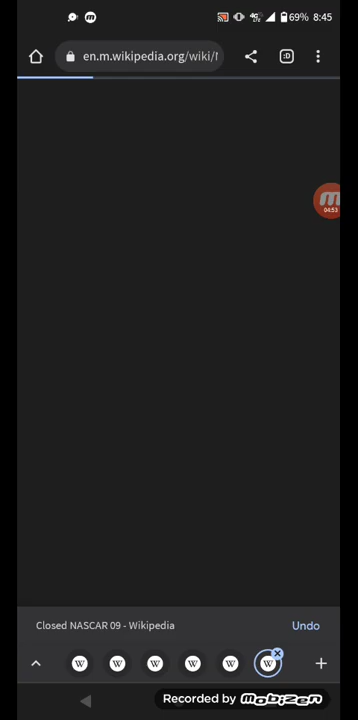 69% 8:45
en.m.wikipedia.org/wiki/
:D
04:53
Closed NASCAR 09 - Wikipedia
Undo
W W W W W W
Recorded by mobizen